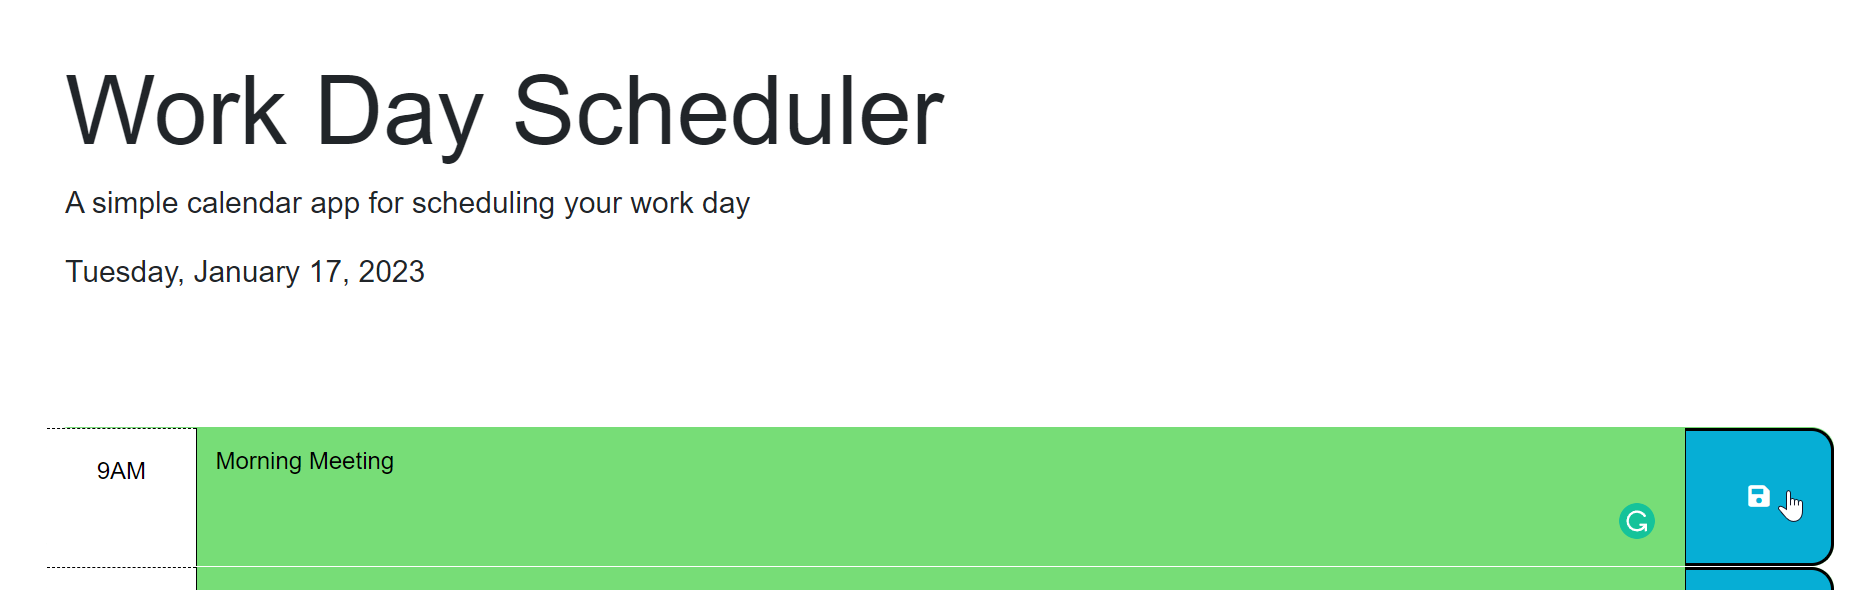 Work Day Scheduler
A simple calendar app for scheduling your work day
Tuesday, January 17, 2023
9AM
Morning Meeting